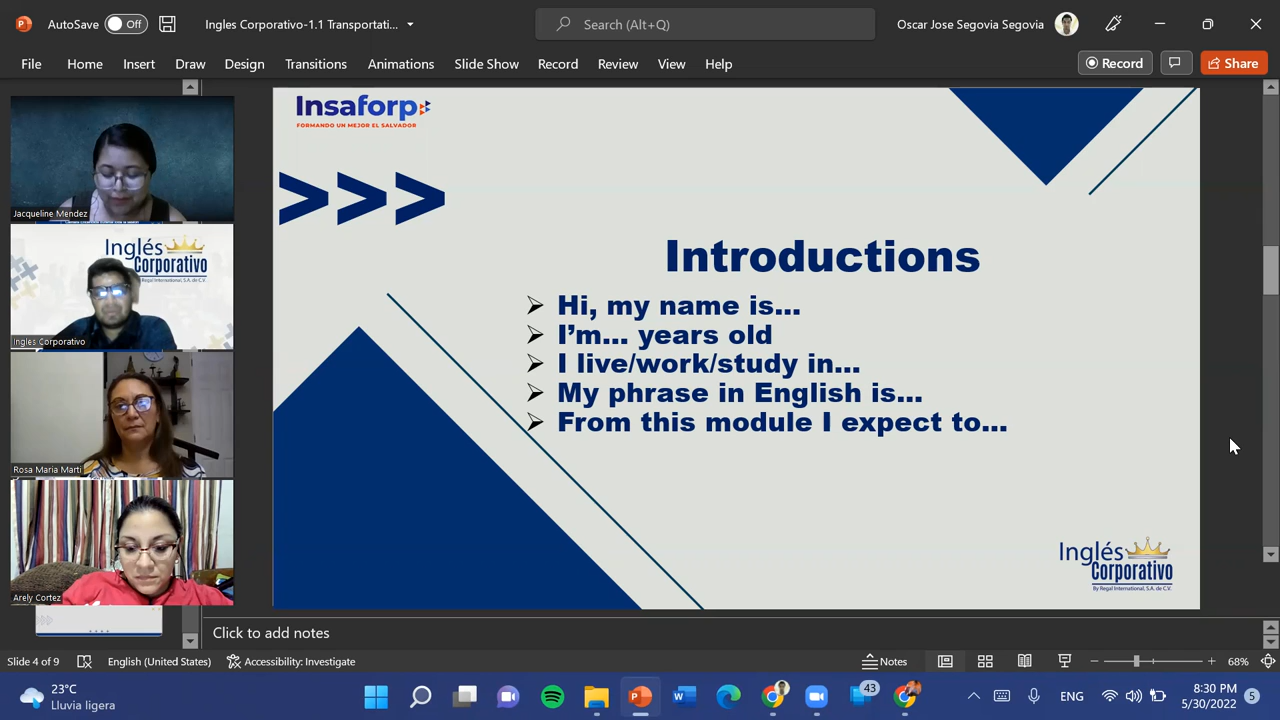 AutoSave
Off
Ingles Corporativo-1.1 Transportati...
Search (Alt+Q)
Oscar Jose Segovia Segovia
File
Home
Insert
Draw
Design
Transitions
Animations
Slide Show
Record
Review
View
Help
Record
Share
Insaforp
FORMANDO UN MEJOR EL SALVADOR
>>>
Introductions
Hi, my name is...
I'm... years old
I live/work/study in...
My phrase in English is...
From this module I expect to...
Inglés
Corporativo
By Regal International, S.A. de C.V.
Jacqueline Mendez
Inglés
Corporativo
By Regal International, S.A. de C.V.
Ingles Corporativo
Rosa Maria Marti
Arely Cortez
Click to add notes
Slide 4 of 9
English (United States)
Accessibility: Investigate
Notes
68%
23°C
Lluvia ligera
43
ENG
8:30 PM
5/30/2022
5